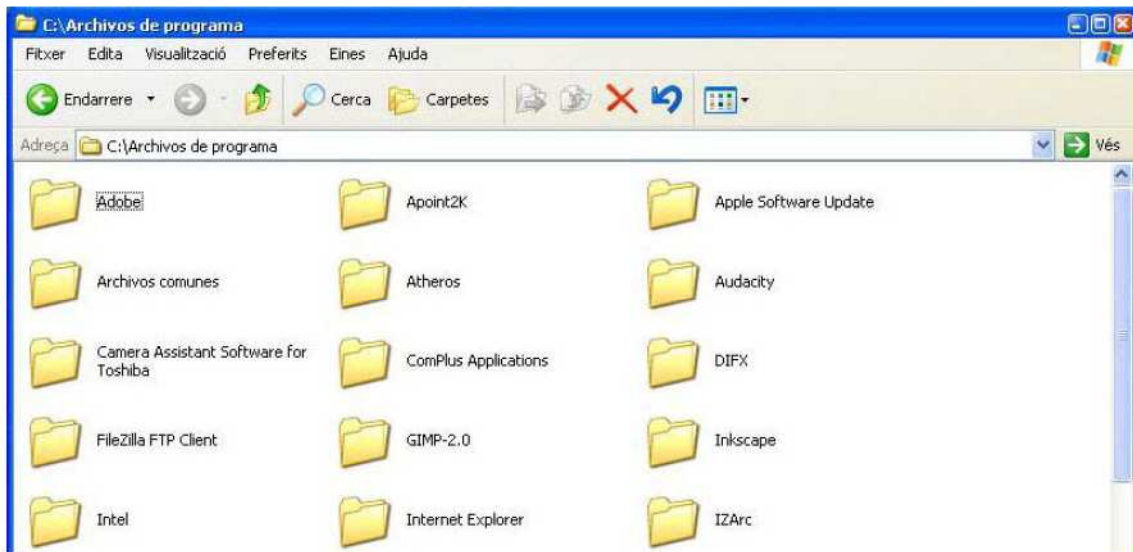 C:\Archivos de programa
Fitxer Edita Visualització Preferits Eines Ajuda
Endarrere Cerca Carpetes
Adreça C:\Archivos de programa Vés
Adobe Apoint2K Apple Software Update
Archivos comunes Atheros Audacity
Camera Assistant Software for
Toshiba ComPlus Applications DIFX
FileZilla FTP Client GIMP-2.0 Inkscape
Intel Internet Explorer IZArc